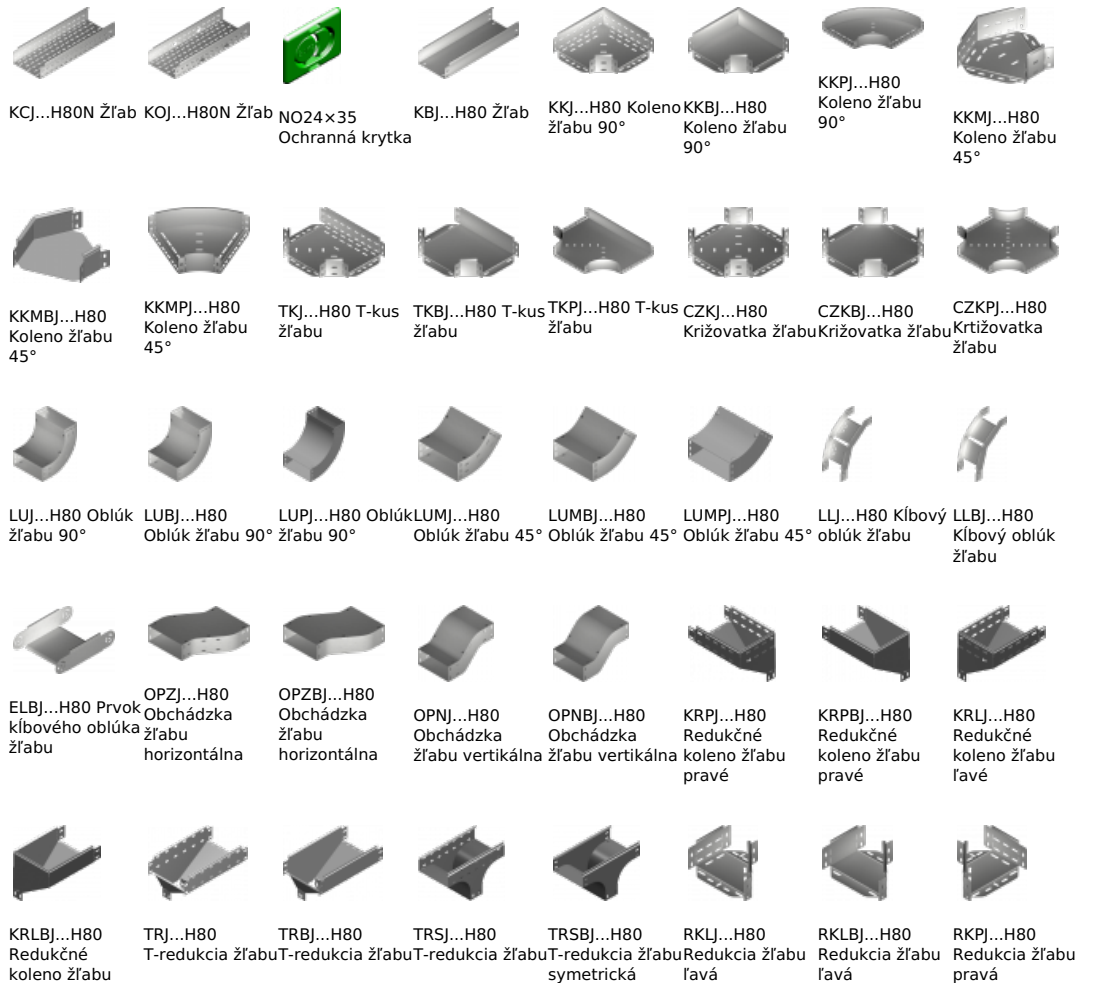 KCJ...H80N Žľab
KOJ...H80N Žľab
NO24×35
Ochranná krytka
KBJ...H80 Žľab
KKJ...H80 Koleno
žľabu 90°
KKBJ...H80
Koleno žľabu
90°
KKPJ...H80
Koleno žľabu
90°
KKMJ...H80
Koleno žľabu
45°
KKMBJ...H80
Koleno žľabu
45°
KKMPJ...H80
Koleno žľabu
45°
TKJ...H80 T-kus
žľabu
TKBJ...H80 T-kus
žľabu
TKPJ...H80 T-kus
žľabu
CZKJ...H80
Križovatka žľabu
CZKBJ...H80
Križovatka žľabu
CZKPJ...H80
Krtižovatka
žľabu
LUJ...H80 Oblúk
žľabu 90°
LUBJ...H80
Oblúk žľabu 90°
LUPJ...H80 Oblúk
žľabu 90°
LUMJ...H80
Oblúk žľabu 45°
LUMBJ...H80
Oblúk žľabu 45°
LUMPJ...H80
Oblúk žľabu 45°
LLJ...H80 Kĺbový
oblúk žľabu
LLBJ...H80
Kĺbový oblúk
žľabu
ELBJ...H80 Prvok
kĺbového oblúka
žľabu
OPZJ...H80
Obchádzka
žľabu
horizontálna
OPZBJ...H80
Obchádzka
žľabu
horizontálna
OPNJ...H80
Obchádzka
žľabu vertikálna
OPNBJ...H80
Obchádzka
žľabu vertikálna
KRPJ...H80
Redukčné
koleno žľabu
pravé
KRPBJ...H80
Redukčné
koleno žľabu
pravé
KRLJ...H80
Redukčné
koleno žľabu
ľavé
KRLBJ...H80
Redukčné
koleno žľabu
TRJ...H80
T-redukcia žľabu
TRBJ...H80
T-redukcia žľabu
TRSJ...H80
T-redukcia žľabu
TRSBJ...H80
T-redukcia žľabu
symetrická
RKLJ...H80
Redukcia žľabu
ľavá
RKLBJ...H80
Redukcia žľabu
ľavá
RKPJ...H80
Redukcia žľabu
pravá